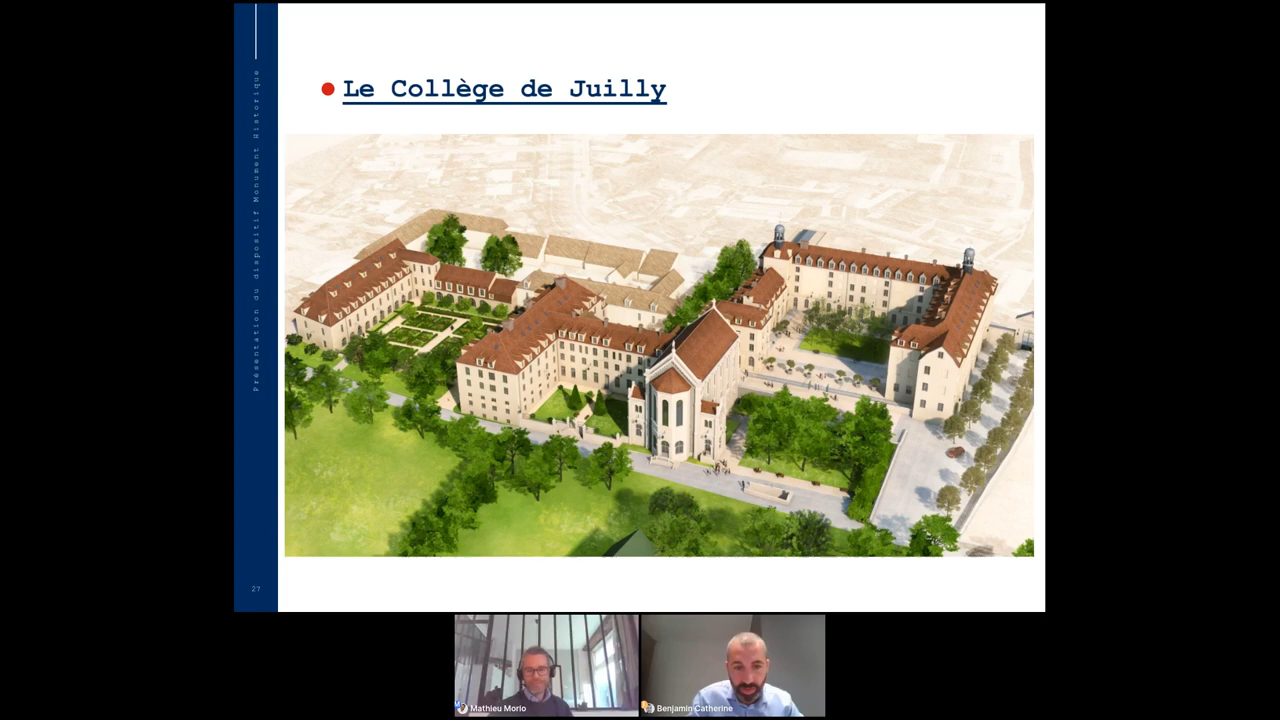 Le Collège de Juilly
Présentation du dispositif Monument Historique
27
Mathieu Morio
Benjamin Catherine